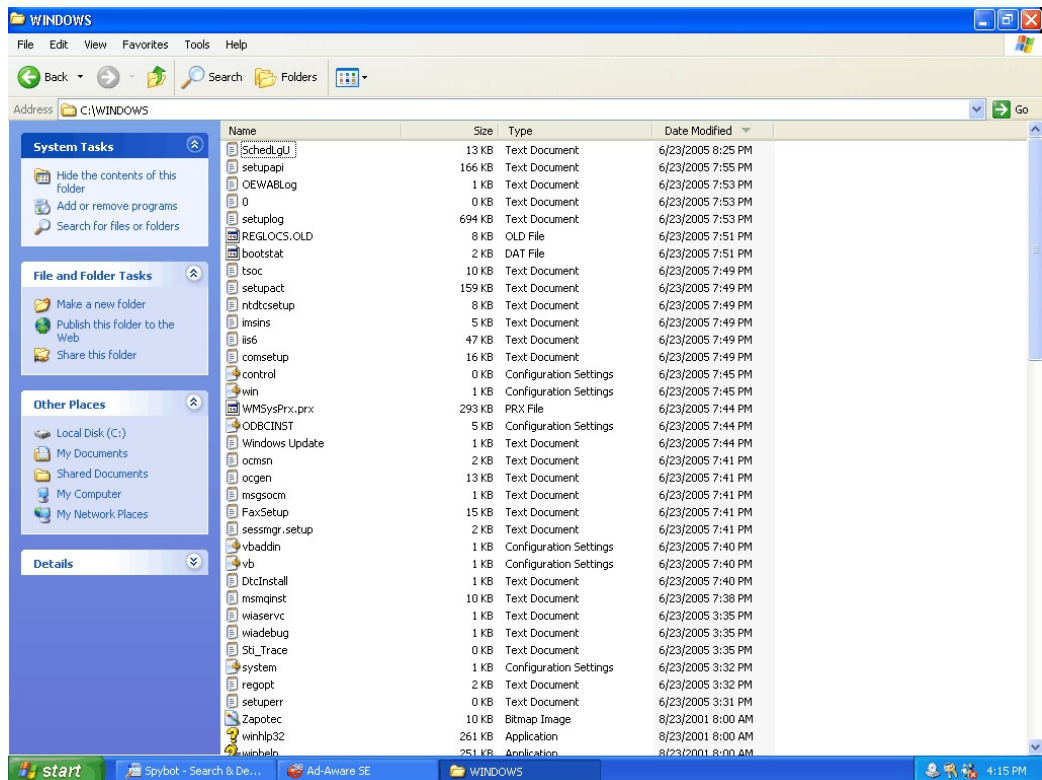 WINDOWS
File Edit View Favorites Tools Help
Back Search Folders
Address C:\WINDOWS Go
System Tasks
Hide the contents of this
folder
Add or remove programs
Search for files or folders
File and Folder Tasks
Make a new folder
Publish this folder to the
Web
Share this folder
Other Places
Local Disk (C:)
My Documents
Shared Documents
My Computer
My Network Places
Details
Name Size Type Date Modified
SchedLgU 13 KB Text Document 6/23/2005 8:25 PM
setupapi 166 KB Text Document 6/23/2005 7:55 PM
OEWABLog 1 KB Text Document 6/23/2005 7:53 PM
0 0 KB Text Document 6/23/2005 7:53 PM
setuplog 694 KB Text Document 6/23/2005 7:53 PM
REGLOCS.OLD 8 KB OLD File 6/23/2005 7:51 PM
bootstat 2 KB DAT File 6/23/2005 7:51 PM
tsoc 10 KB Text Document 6/23/2005 7:49 PM
setupact 159 KB Text Document 6/23/2005 7:49 PM
ntdtcsetup 8 KB Text Document 6/23/2005 7:49 PM
imsins 5 KB Text Document 6/23/2005 7:49 PM
iis6 47 KB Text Document 6/23/2005 7:49 PM
comsetup 16 KB Text Document 6/23/2005 7:49 PM
control 0 KB Configuration Settings 6/23/2005 7:45 PM
win 1 KB Configuration Settings 6/23/2005 7:45 PM
WMSysPrx.prx 293 KB PRX File 6/23/2005 7:44 PM
ODBCINST 5 KB Configuration Settings 6/23/2005 7:44 PM
Windows Update 1 KB Text Document 6/23/2005 7:44 PM
ocmsn 2 KB Text Document 6/23/2005 7:41 PM
ocgen 13 KB Text Document 6/23/2005 7:41 PM
msgsocm 1 KB Text Document 6/23/2005 7:41 PM
FaxSetup 15 KB Text Document 6/23/2005 7:41 PM
sessmgr.setup 2 KB Text Document 6/23/2005 7:41 PM
vbaddin 1 KB Configuration Settings 6/23/2005 7:40 PM
vb 1 KB Configuration Settings 6/23/2005 7:40 PM
DtcInstall 1 KB Text Document 6/23/2005 7:40 PM
msmqinst 10 KB Text Document 6/23/2005 7:38 PM
wiaservc 1 KB Text Document 6/23/2005 3:35 PM
wiadebug 1 KB Text Document 6/23/2005 3:35 PM
Sti_Trace 0 KB Text Document 6/23/2005 3:35 PM
system 1 KB Configuration Settings 6/23/2005 3:32 PM
regopt 2 KB Text Document 6/23/2005 3:32 PM
setuperr 0 KB Text Document 6/23/2005 3:31 PM
Zapotec 10 KB Bitmap Image 8/23/2001 8:00 AM
winhlp32 261 KB Application 8/23/2001 8:00 AM
winhelp 251 KB Application 8/23/2001 8:00 AM
start Spybot - Search & De... Ad-Aware SE WINDOWS 4:15 PM